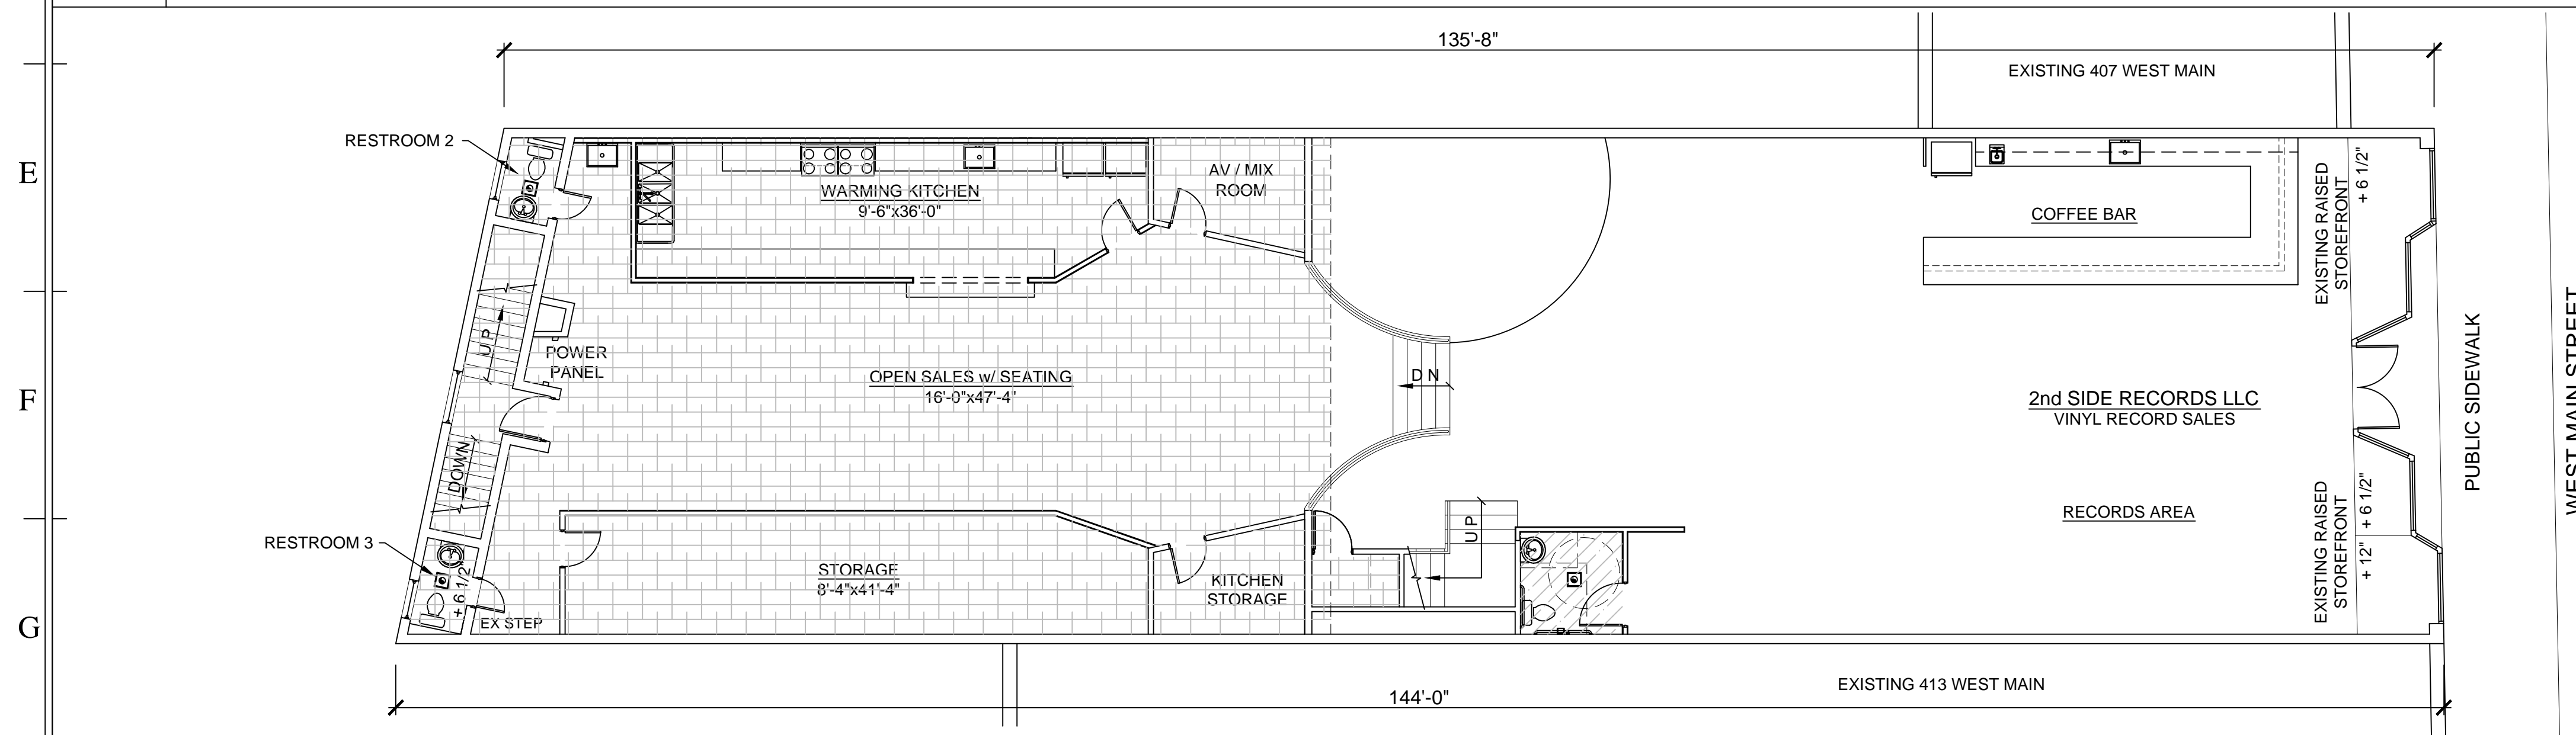 135'-8"
EXISTING 407 WEST MAIN
RESTROOM 2
E
WARMING KITCHEN
9'-6"x36'-0"
AV / MIX
ROOM
COFFEE BAR
EXISTING RAISED
STOREFRONT
+ 6 1/2"
UP
POWER
PANEL
F
OPEN SALES w/ SEATING
16'-0"x47'-4"
DN
2nd SIDE RECORDS LLC
VINYL RECORD SALES
PUBLIC SIDEWALK
WEST MAIN STREET
DOWN
RECORDS AREA
RESTROOM 3
UP
EXISTING RAISED
STOREFRONT
+ 12"
+ 6 1/2"
STORAGE
8'-4"x41'-4"
KITCHEN
STORAGE
+ 6 1/2
G
EX STEP
EXISTING 413 WEST MAIN
144'-0"